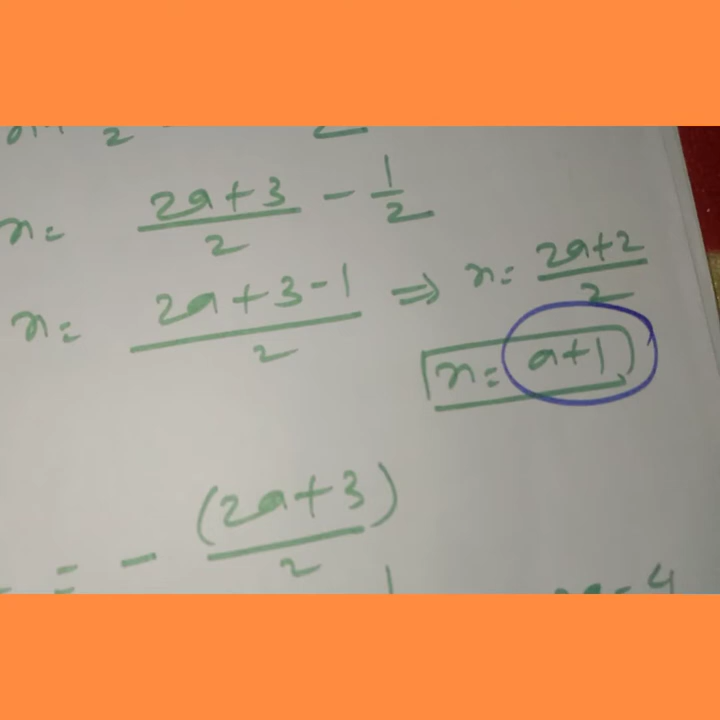 x = (2a+3)/2 - 1/2
x = (2a+3-1)/2 ⇒ x = (2a+2)/2
x = a+1
= - (2a+3)/2